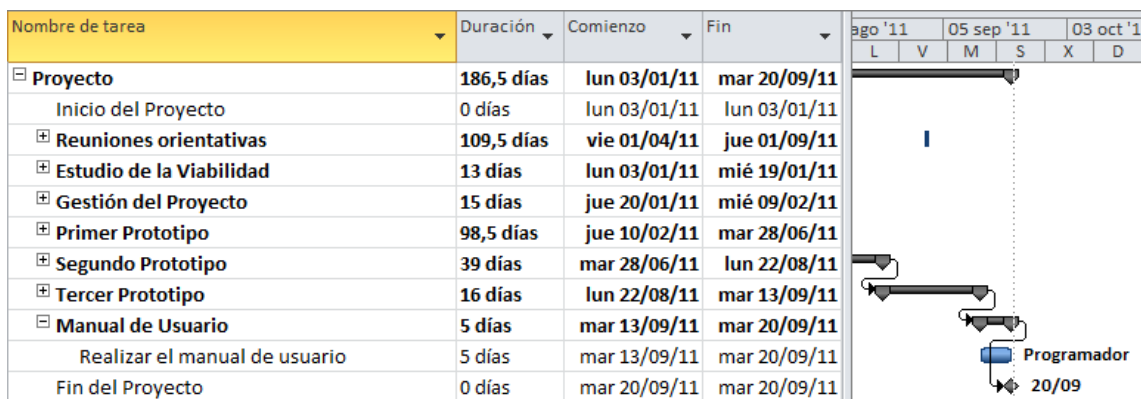 Nombre de tarea Duración Comienzo Fin ago '11 05 sep '11 03 oct '1
L V M S X D
Proyecto 186,5 días lun 03/01/11 mar 20/09/11
Inicio del Proyecto 0 días lun 03/01/11 lun 03/01/11
Reuniones orientativas 109,5 días vie 01/04/11 jue 01/09/11
Estudio de la Viabilidad 13 días lun 03/01/11 mié 19/01/11
Gestión del Proyecto 15 días jue 20/01/11 mié 09/02/11
Primer Prototipo 98,5 días jue 10/02/11 mar 28/06/11
Segundo Prototipo 39 días mar 28/06/11 lun 22/08/11
Tercer Prototipo 16 días lun 22/08/11 mar 13/09/11
Manual de Usuario 5 días mar 13/09/11 mar 20/09/11
Realizar el manual de usuario 5 días mar 13/09/11 mar 20/09/11 Programador
Fin del Proyecto 0 días mar 20/09/11 mar 20/09/11 20/09